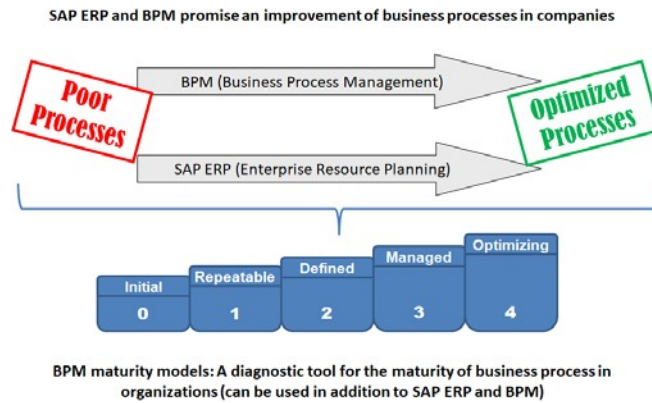 SAP ERP and BPM promise an improvement of business processes in companies
BPM (Business Process Management)
Poor
Processes
Optimized
Processes
SAP ERP (Enterprise Resource Planning)
Initial
Repeatable
Defined
Managed
Optimizing
0
1
2
3
4
BPM maturity models: A diagnostic tool for the maturity of business process in
organizations (can be used in addition to SAP ERP and BPM)